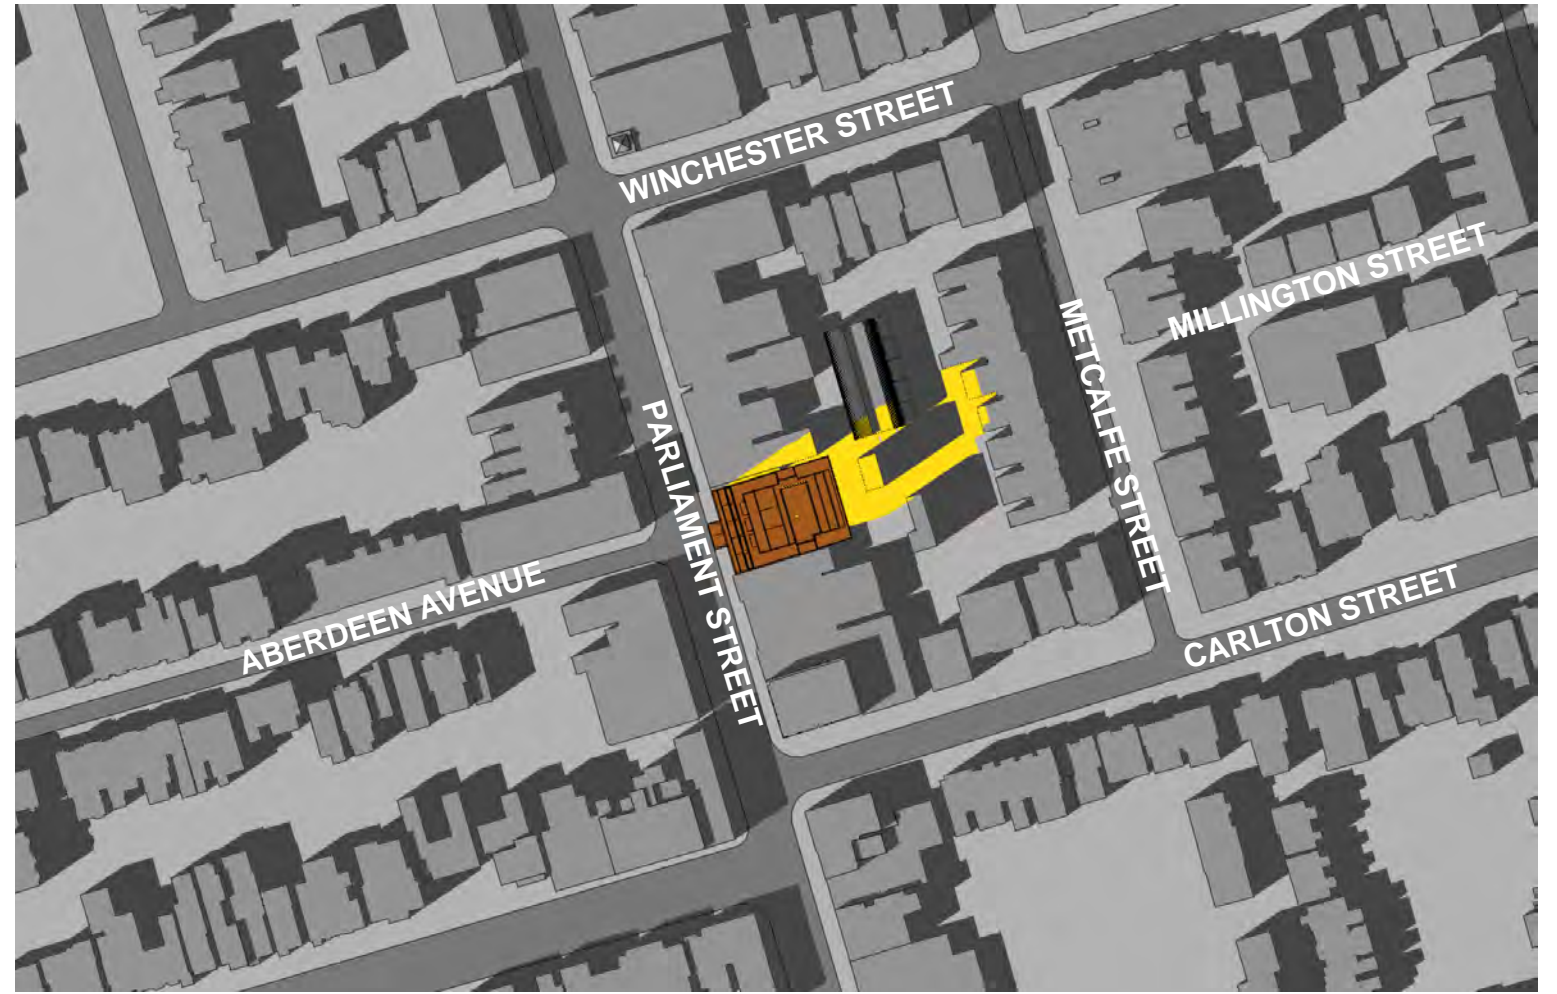 WINCHESTER STREET
MILLINGTON STREET
METCALFE STREET
PARLIAMENT STREET
ABERDEEN AVENUE
CARLTON STREET